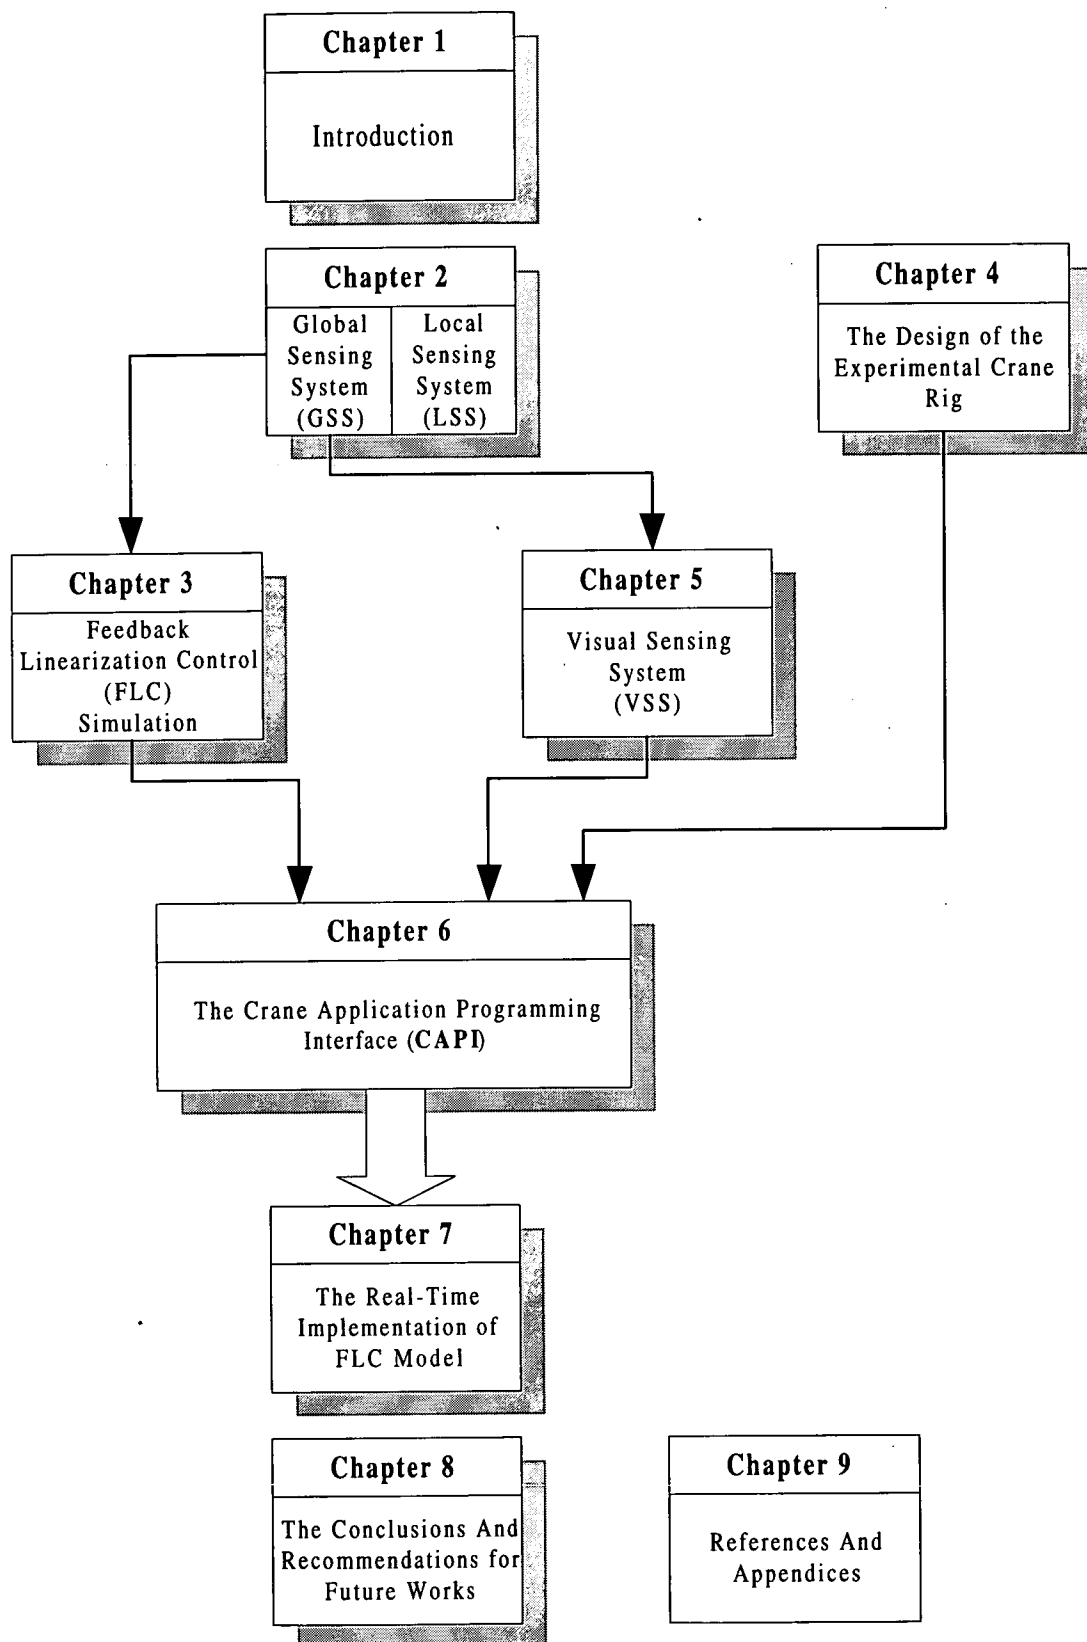 Chapter 1
Introduction
Chapter 2
Global
Sensing
System
(GSS)
Local
Sensing
System
(LSS)
Chapter 4
The Design of the
Experimental Crane
Rig
Chapter 3
Feedback
Linearization Control
(FLC)
Simulation
Chapter 5
Visual Sensing
System
(VSS)
Chapter 6
The Crane Application Programming
Interface (CAPI)
Chapter 7
The Real-Time
Implementation of
FLC Model
Chapter 8
The Conclusions And
Recommendations for
Future Works
Chapter 9
References And
Appendices